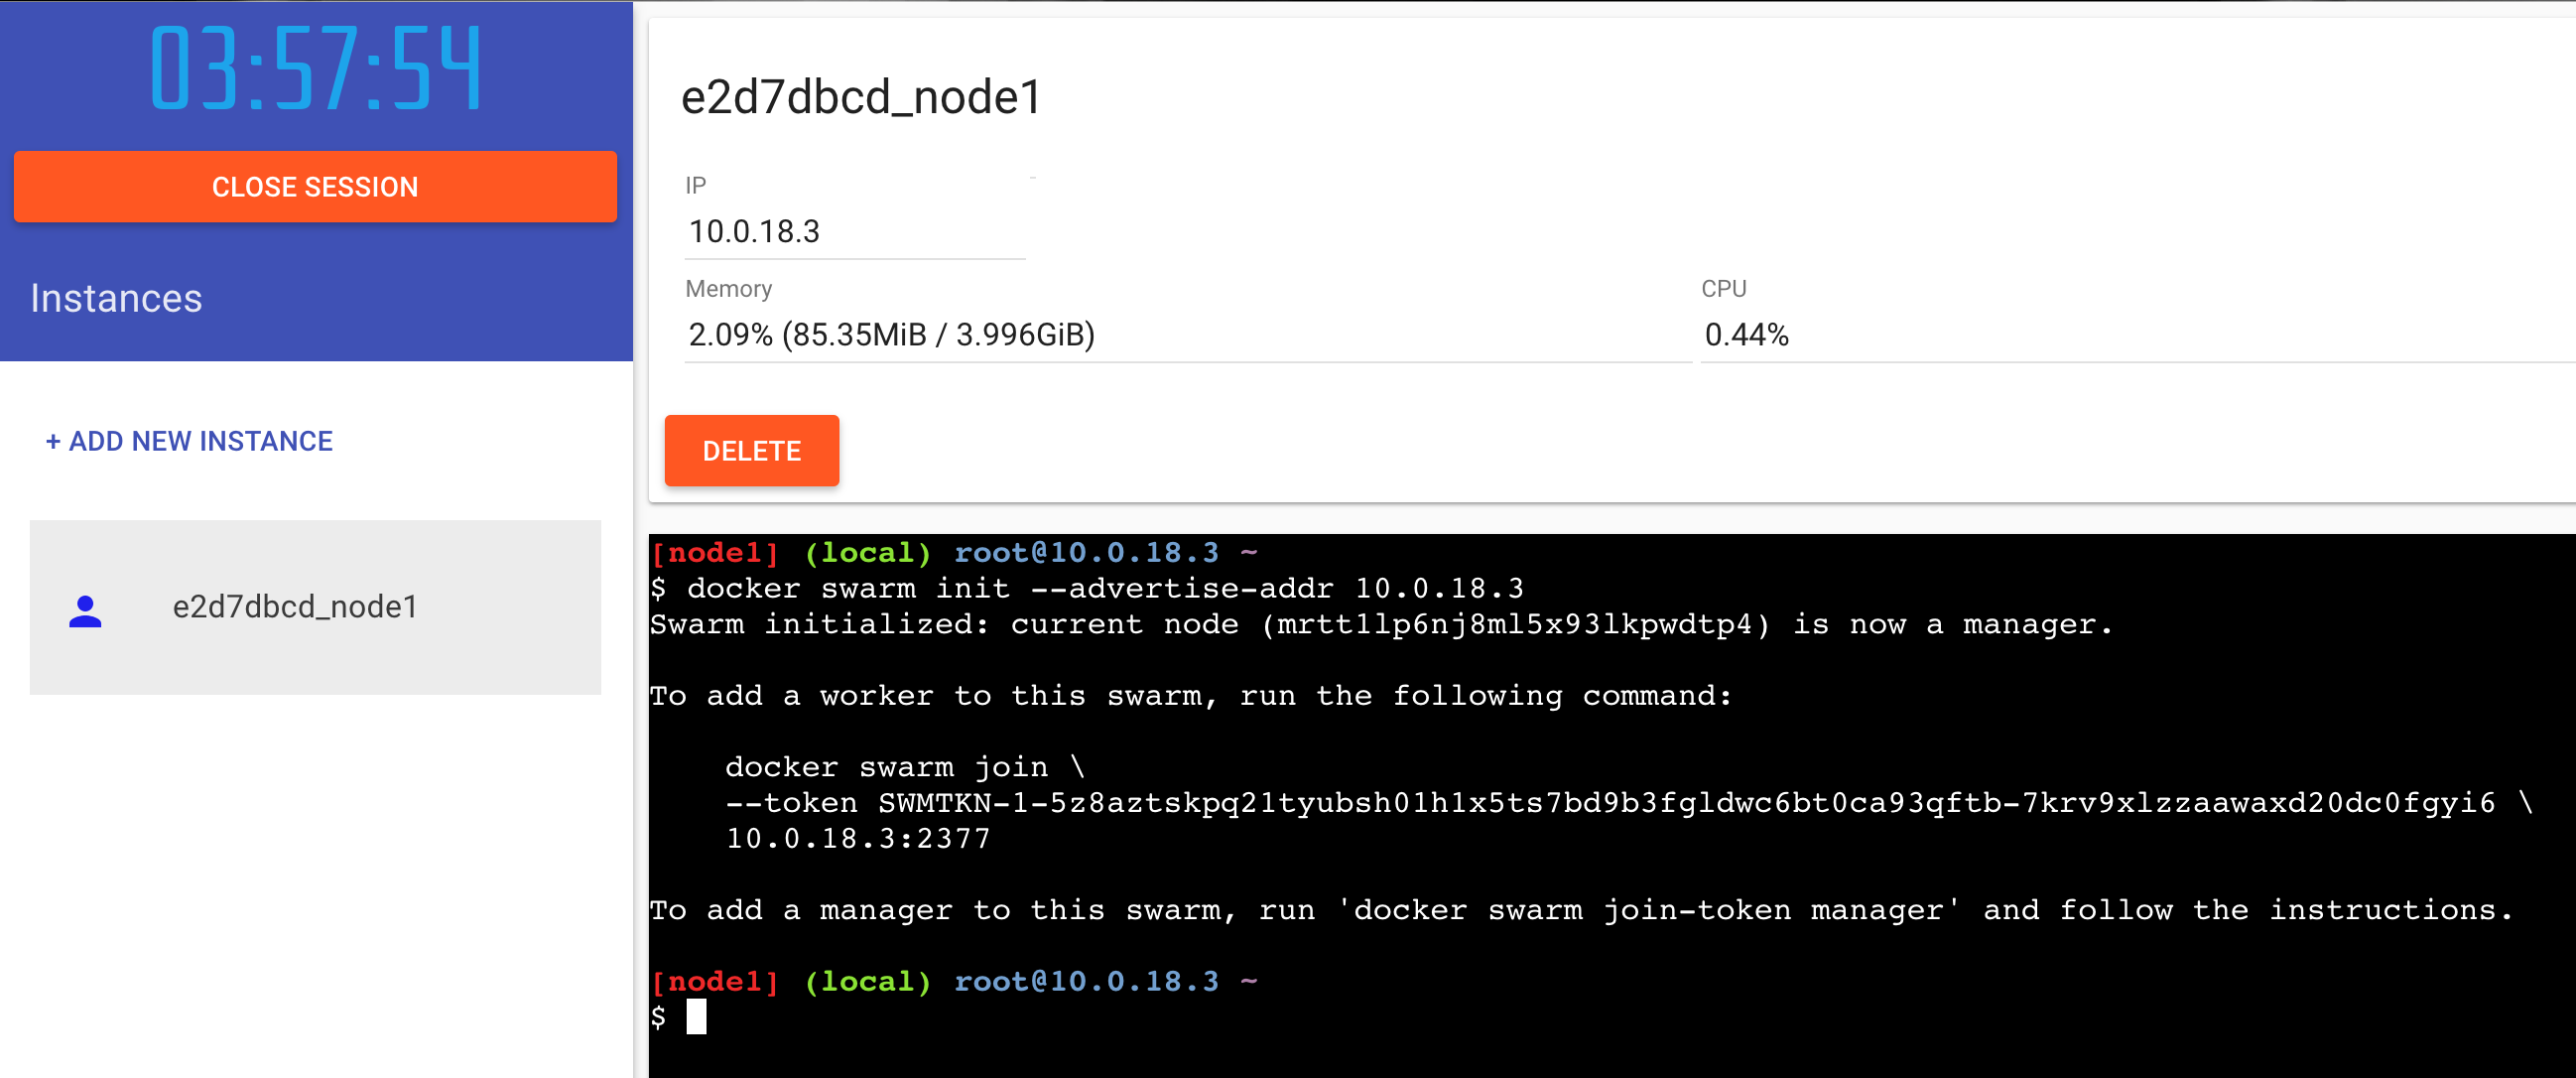 03:57:54
CLOSE SESSION
Instances
+ ADD NEW INSTANCE
e2d7dbcd_node1
e2d7dbcd_node1
IP
10.0.18.3
Memory
2.09% (85.35MiB / 3.996GiB)
CPU
0.44%
DELETE
[node1] (local) root@10.0.18.3 ~
$ docker swarm init --advertise-addr 10.0.18.3
Swarm initialized: current node (mrtt1lp6nj8ml5x93lkpwdtp4) is now a manager.
To add a worker to this swarm, run the following command:
docker swarm join \
--token SWMTKN-1-5z8aztskpq21tyubsh01h1x5ts7bd9b3fgldwc6bt0ca93qftb-7krv9xlzzaawaxd20dc0fgyi6 \
10.0.18.3:2377
To add a manager to this swarm, run 'docker swarm join-token manager' and follow the instructions.
[node1] (local) root@10.0.18.3 ~
$